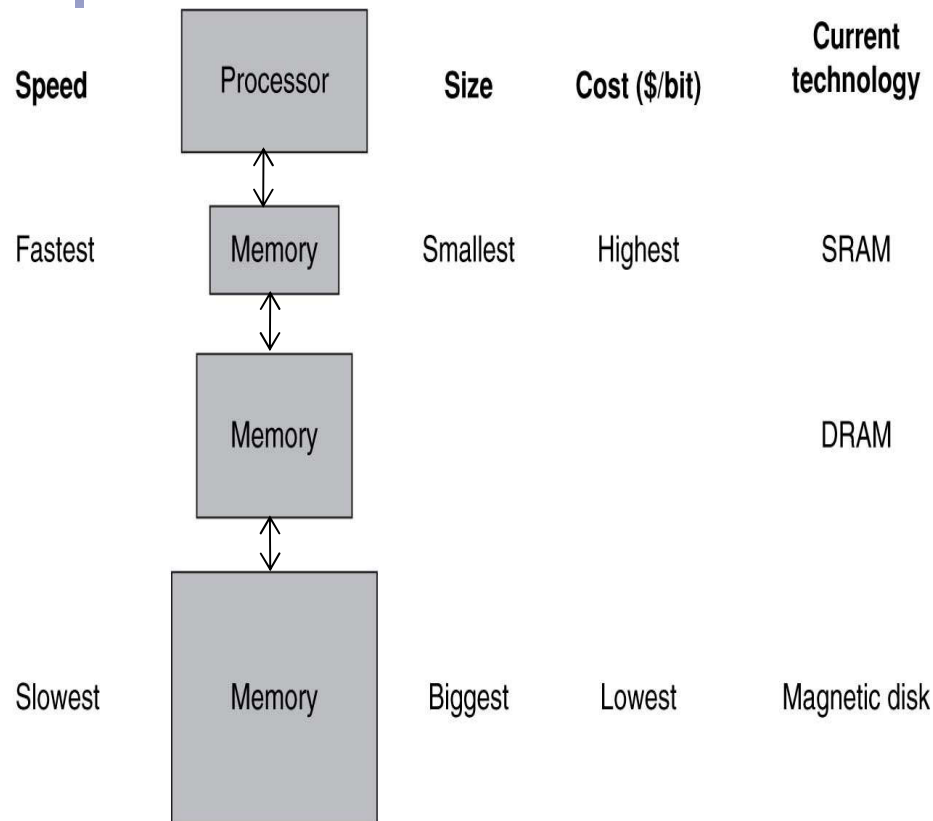 Current
Speed Processor Size Cost ($/bit) technology
Fastest Memory Smallest Highest SRAM
Memory DRAM
Slowest Memory Biggest Lowest Magnetic disk